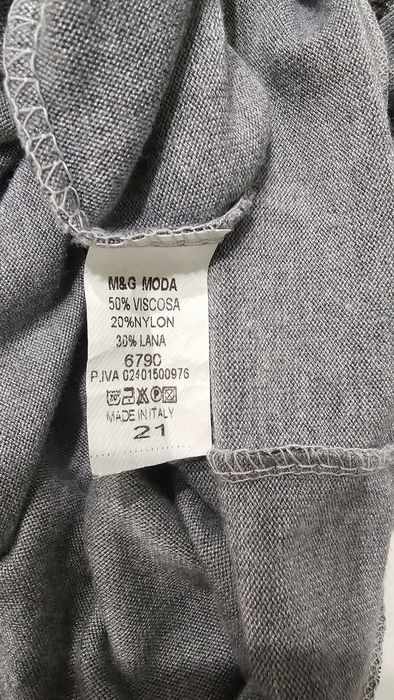 M&G MODA
50% VISCOSA
20%NYLON
30% LANA
6790
P.IVA 02401500976
MADE IN ITALY
21